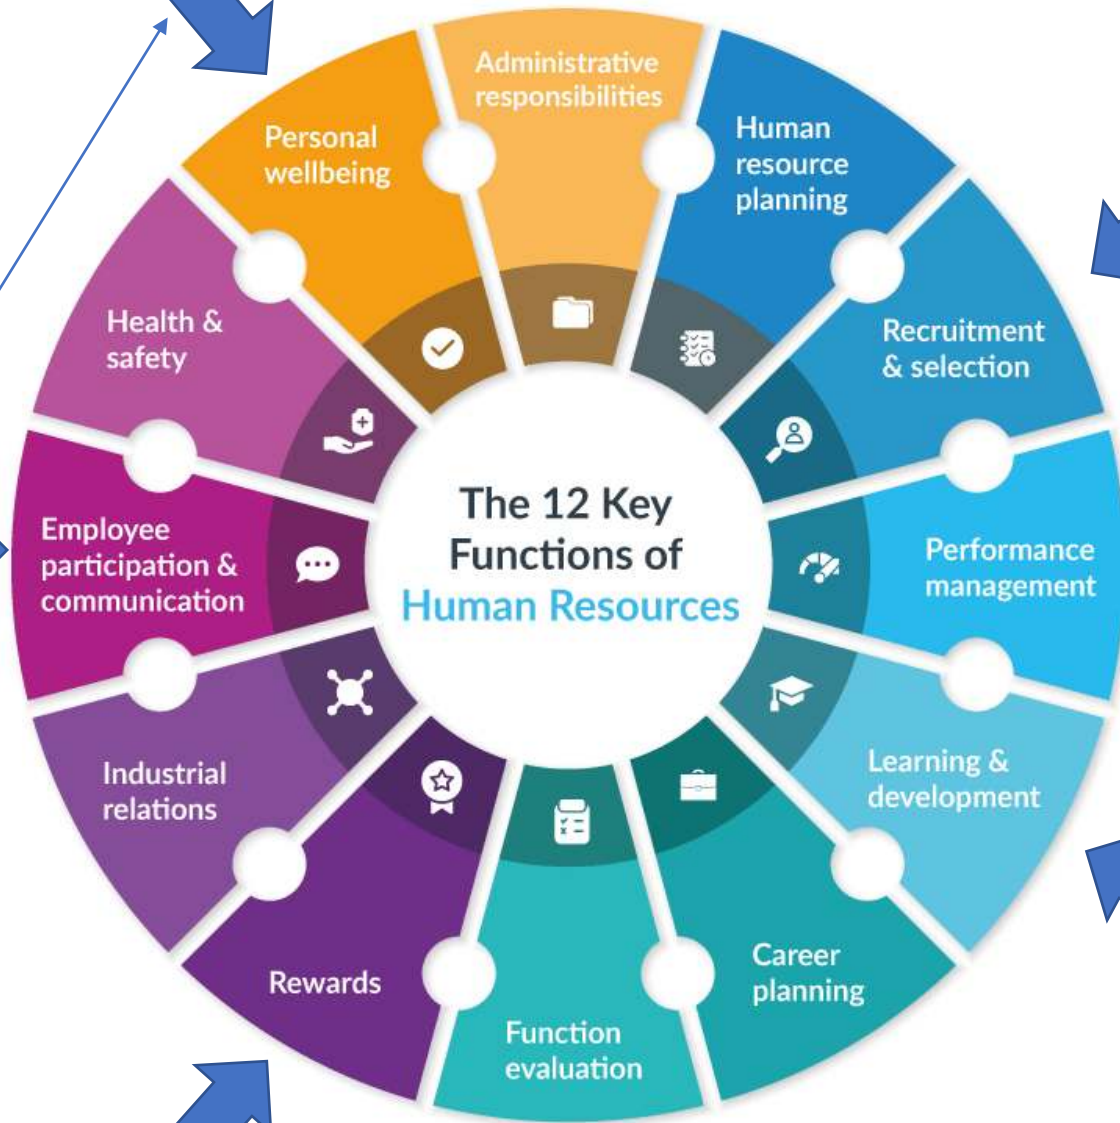 The 12 Key
Functions of
Human Resources
Administrative
responsibilities
Human
resource
planning
Recruitment
& selection
Performance
management
Learning &
development
Career
planning
Function
evaluation
Rewards
Industrial
relations
Employee
participation &
communication
Health &
safety
Personal
wellbeing